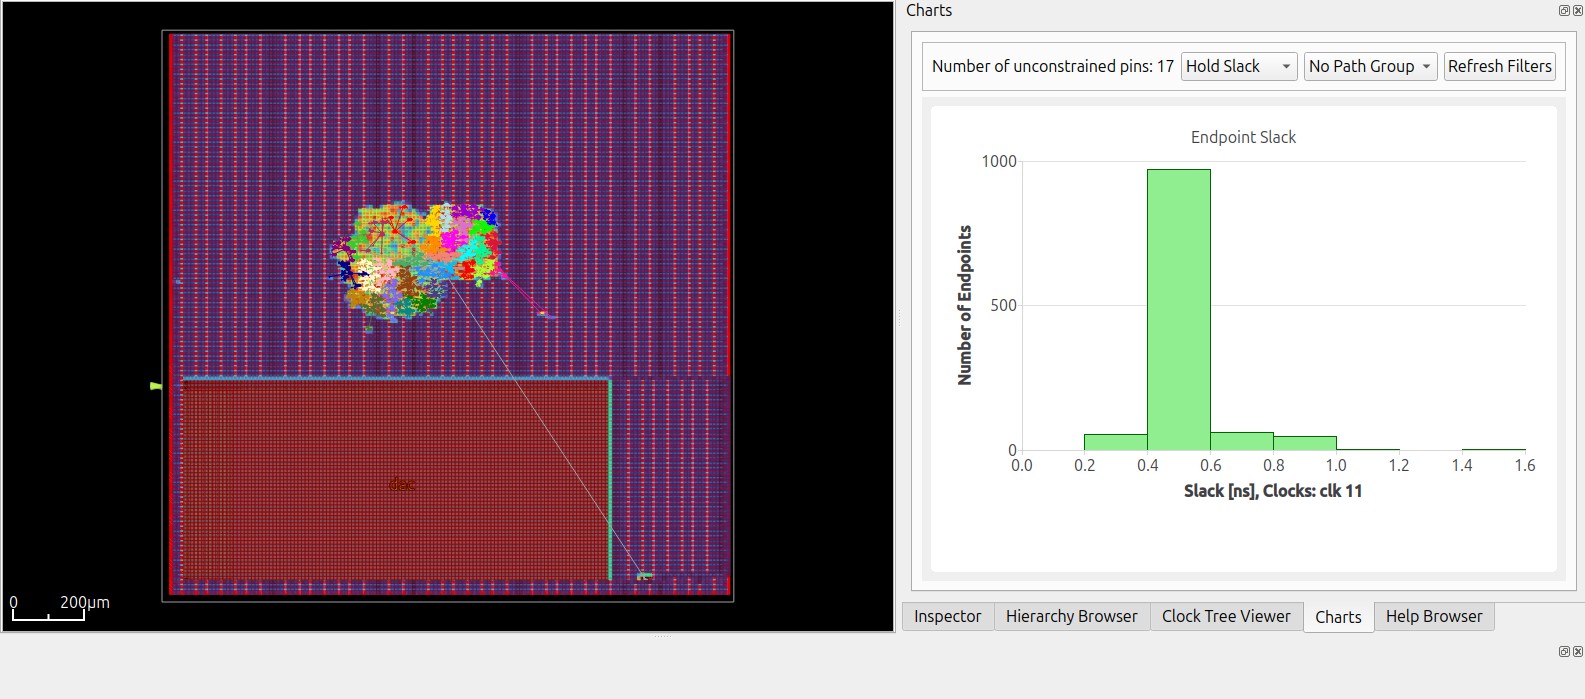 Charts
Number of unconstrained pins: 17 Hold Slack No Path Group Refresh Filters
Endpoint Slack
Number of Endpoints
1000
500
0
0.0 0.2 0.4 0.6 0.8 1.0 1.2 1.4 1.6
Slack [ns], Clocks: clk 11
dac
0 200μm
Inspector Hierarchy Browser Clock Tree Viewer Charts Help Browser